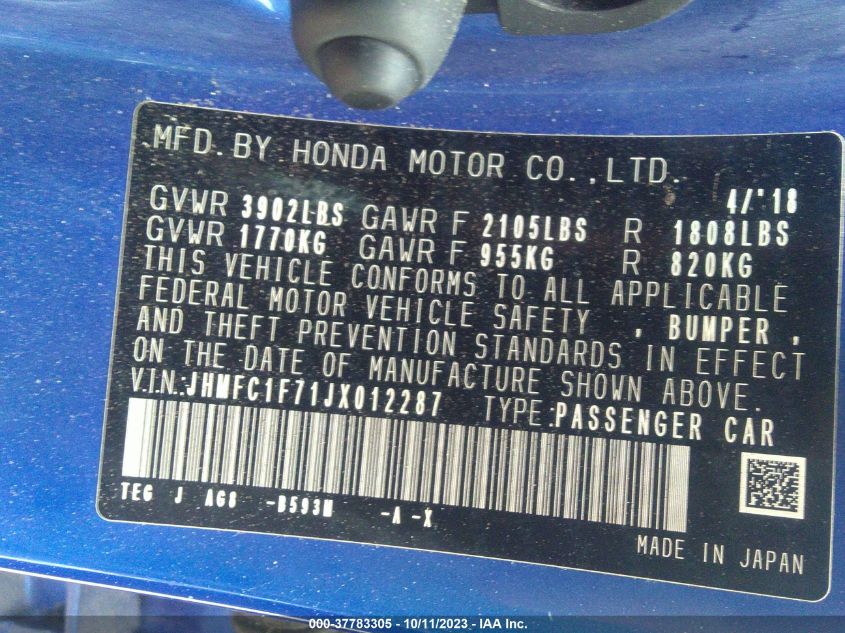 MFD. BY HONDA MOTOR CO.,LTD.
4/'18
GVWR 3902LBS GAWR F 2105LBS R 1808LBS
GVWR 1770KG GAWR F 955KG R 820KG
THIS VEHICLE CONFORMS TO ALL APPLICABLE
FEDERAL MOTOR VEHICLE SAFETY , BUMPER ,
AND THEFT PREVENTION STANDARDS IN EFFECT
ON THE DATE OF MANUFACTURE SHOWN ABOVE.
V.I.N.:JHMFC1F71JX012287 TYPE:PASSENGER CAR
TEG J AG8 -B593M -A -X
MADE IN JAPAN
000-37783305 - 10/11/2023 - IAA Inc.